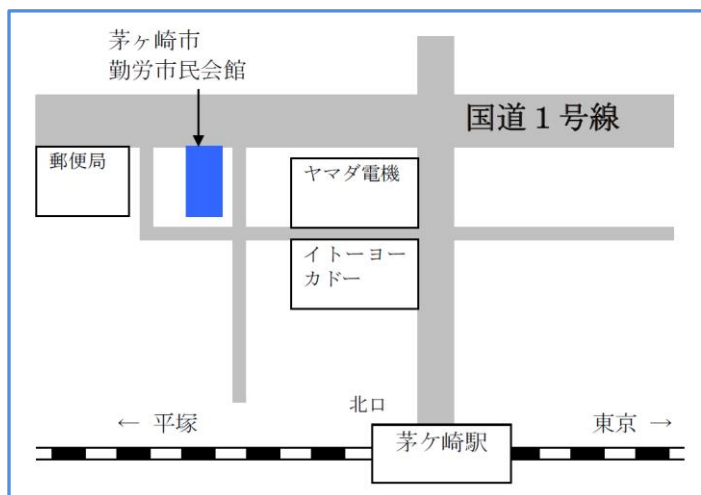 茅ヶ崎市
勤労市民会館
国道１号線
郵便局
ヤマダ電機
イトーヨー
カドー
北口
← 平塚
茅ケ崎駅
東京 →